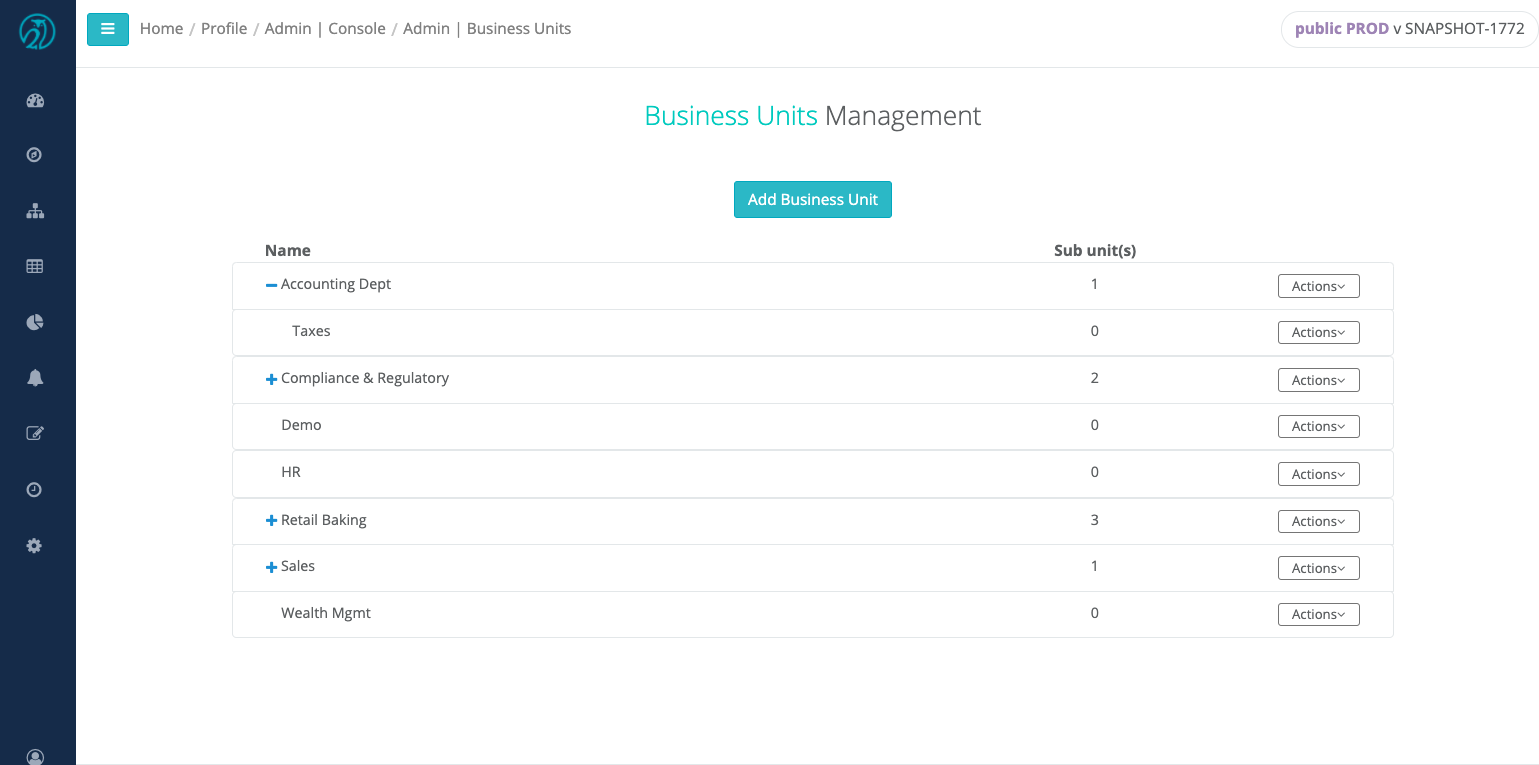 Home / Profile / Admin | Console / Admin | Business Units
public PROD v SNAPSHOT-1772
Business Units Management
Add Business Unit
Name Sub unit(s)
Accounting Dept 1 Actions
Taxes 0 Actions
Compliance & Regulatory 2 Actions
Demo 0 Actions
HR 0 Actions
Retail Baking 3 Actions
Sales 1 Actions
Wealth Mgmt 0 Actions